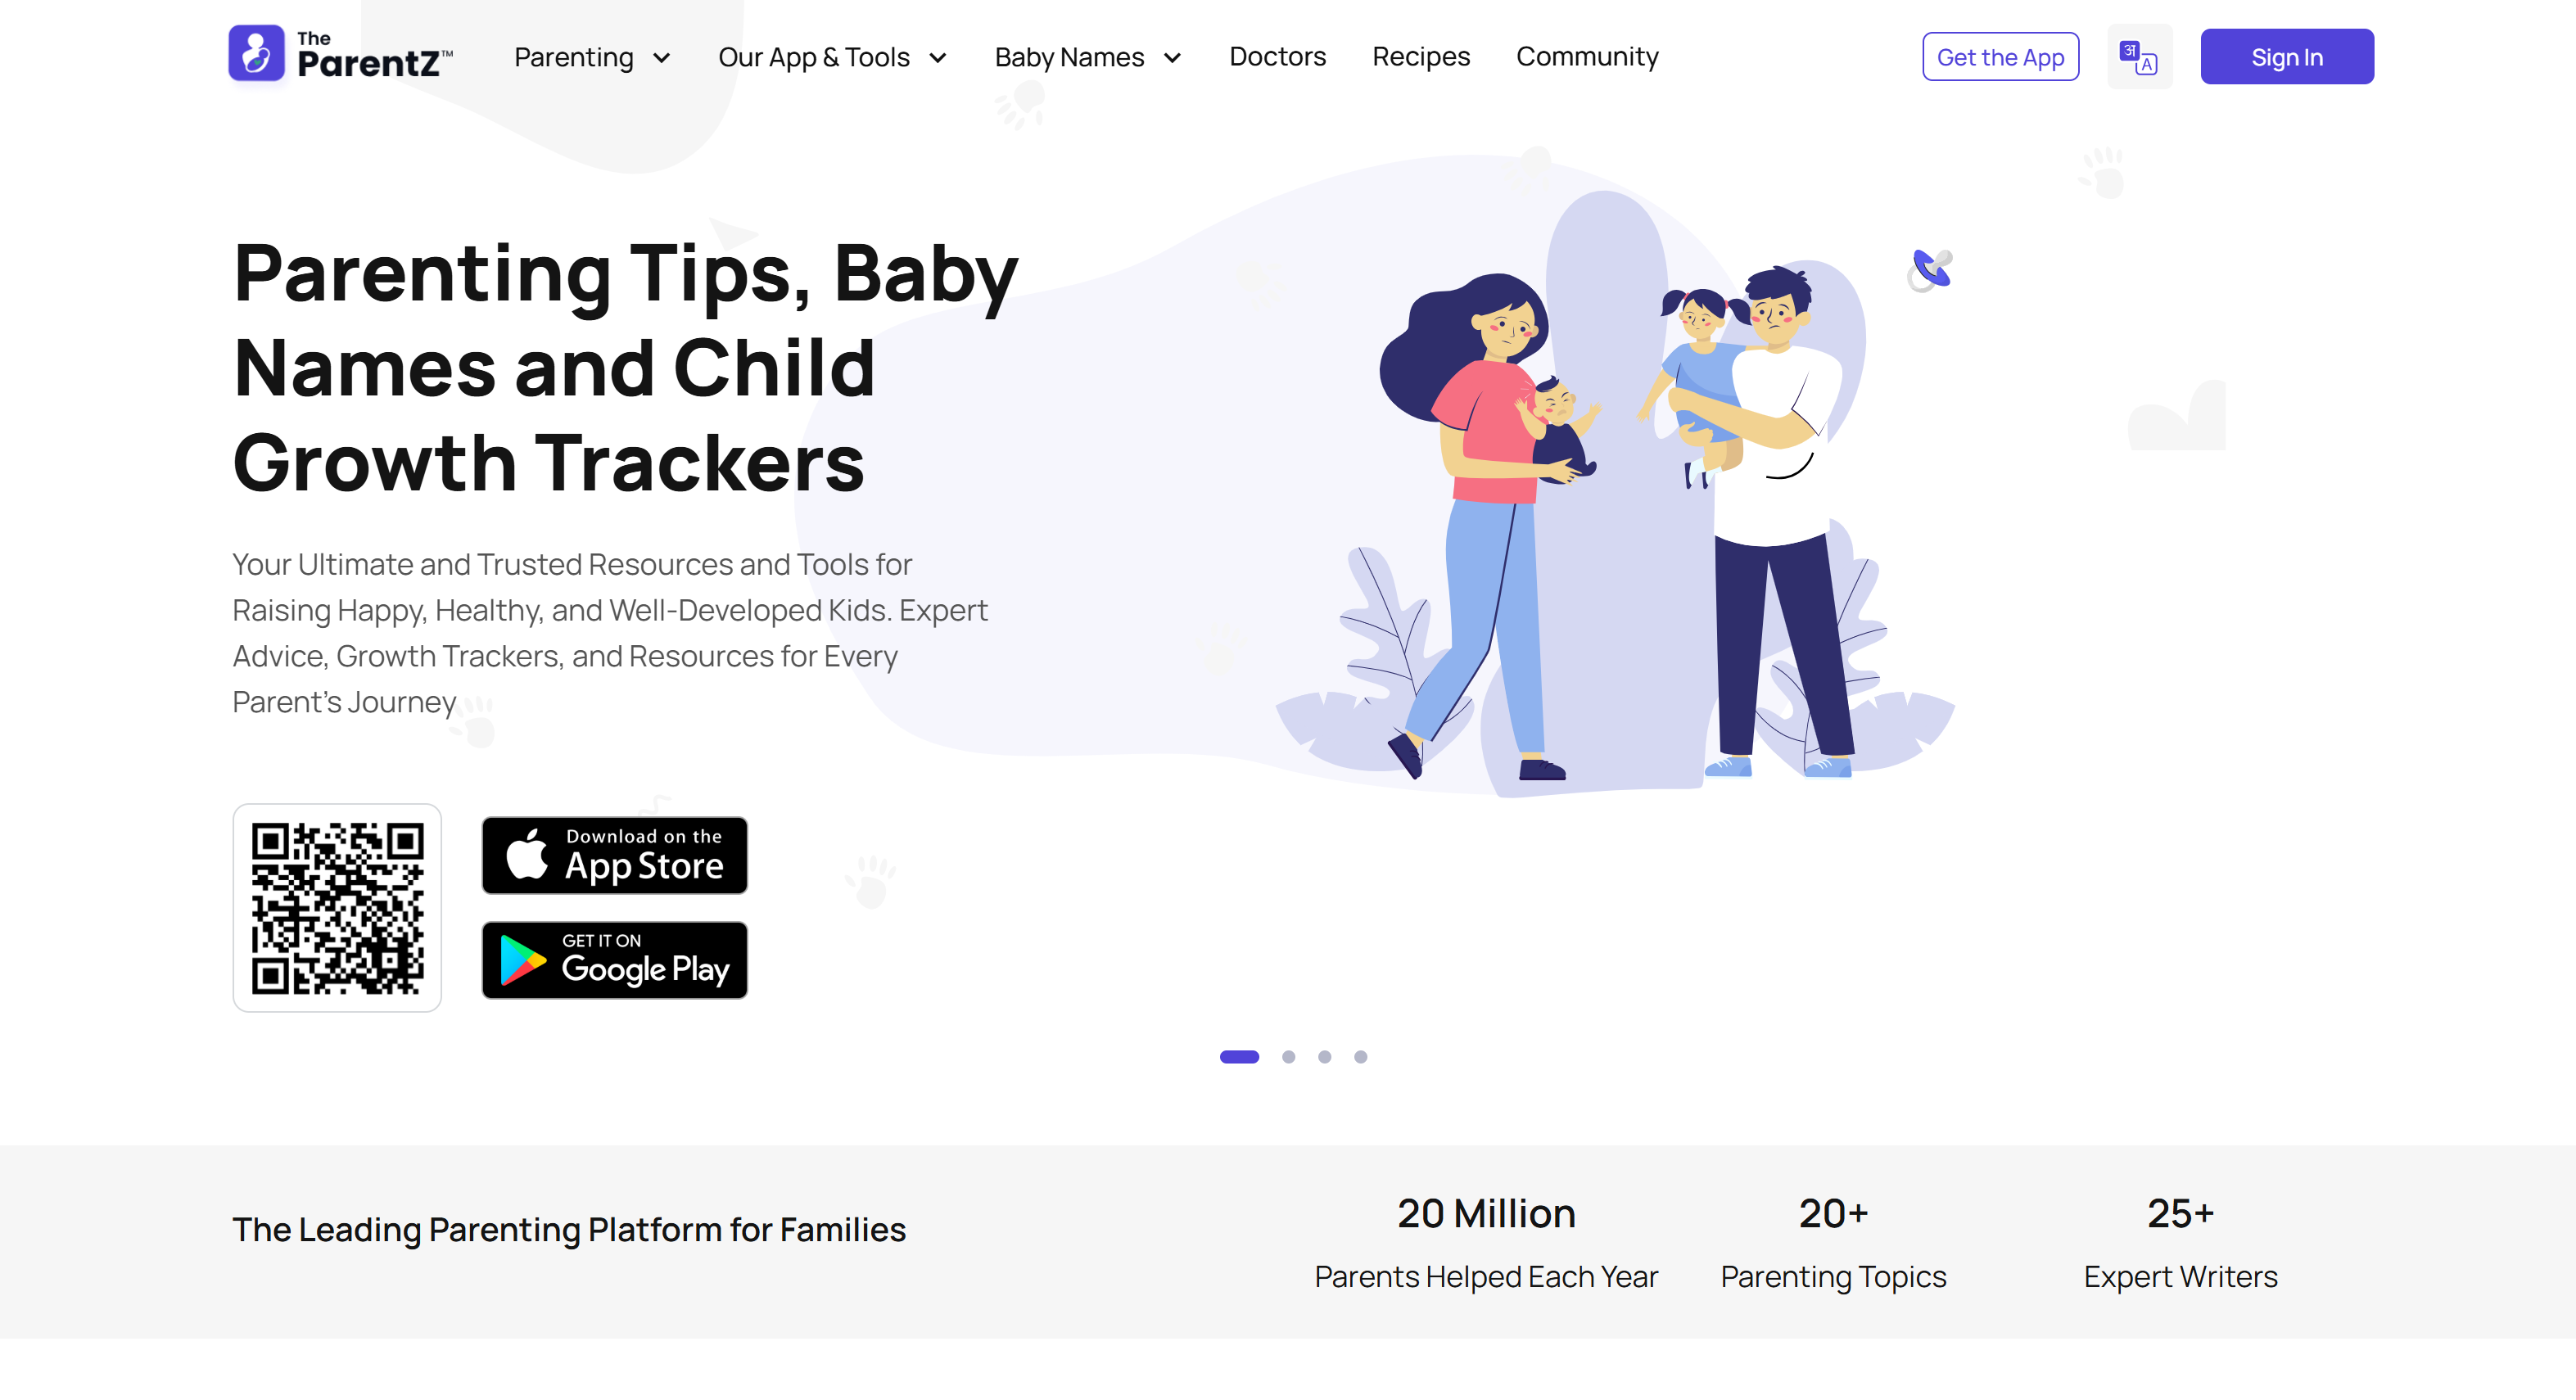 The
ParentZ™
Parenting
Our App & Tools
Baby Names
Doctors
Recipes
Community
Get the App
अ
A
Sign In
Parenting Tips, Baby
Names and Child
Growth Trackers
Your Ultimate and Trusted Resources and Tools for
Raising Happy, Healthy, and Well-Developed Kids. Expert
Advice, Growth Trackers, and Resources for Every
Parent’s Journey
Download on the
App Store
GET IT ON
Google Play
The Leading Parenting Platform for Families
20 Million
Parents Helped Each Year
20+
Parenting Topics
25+
Expert Writers